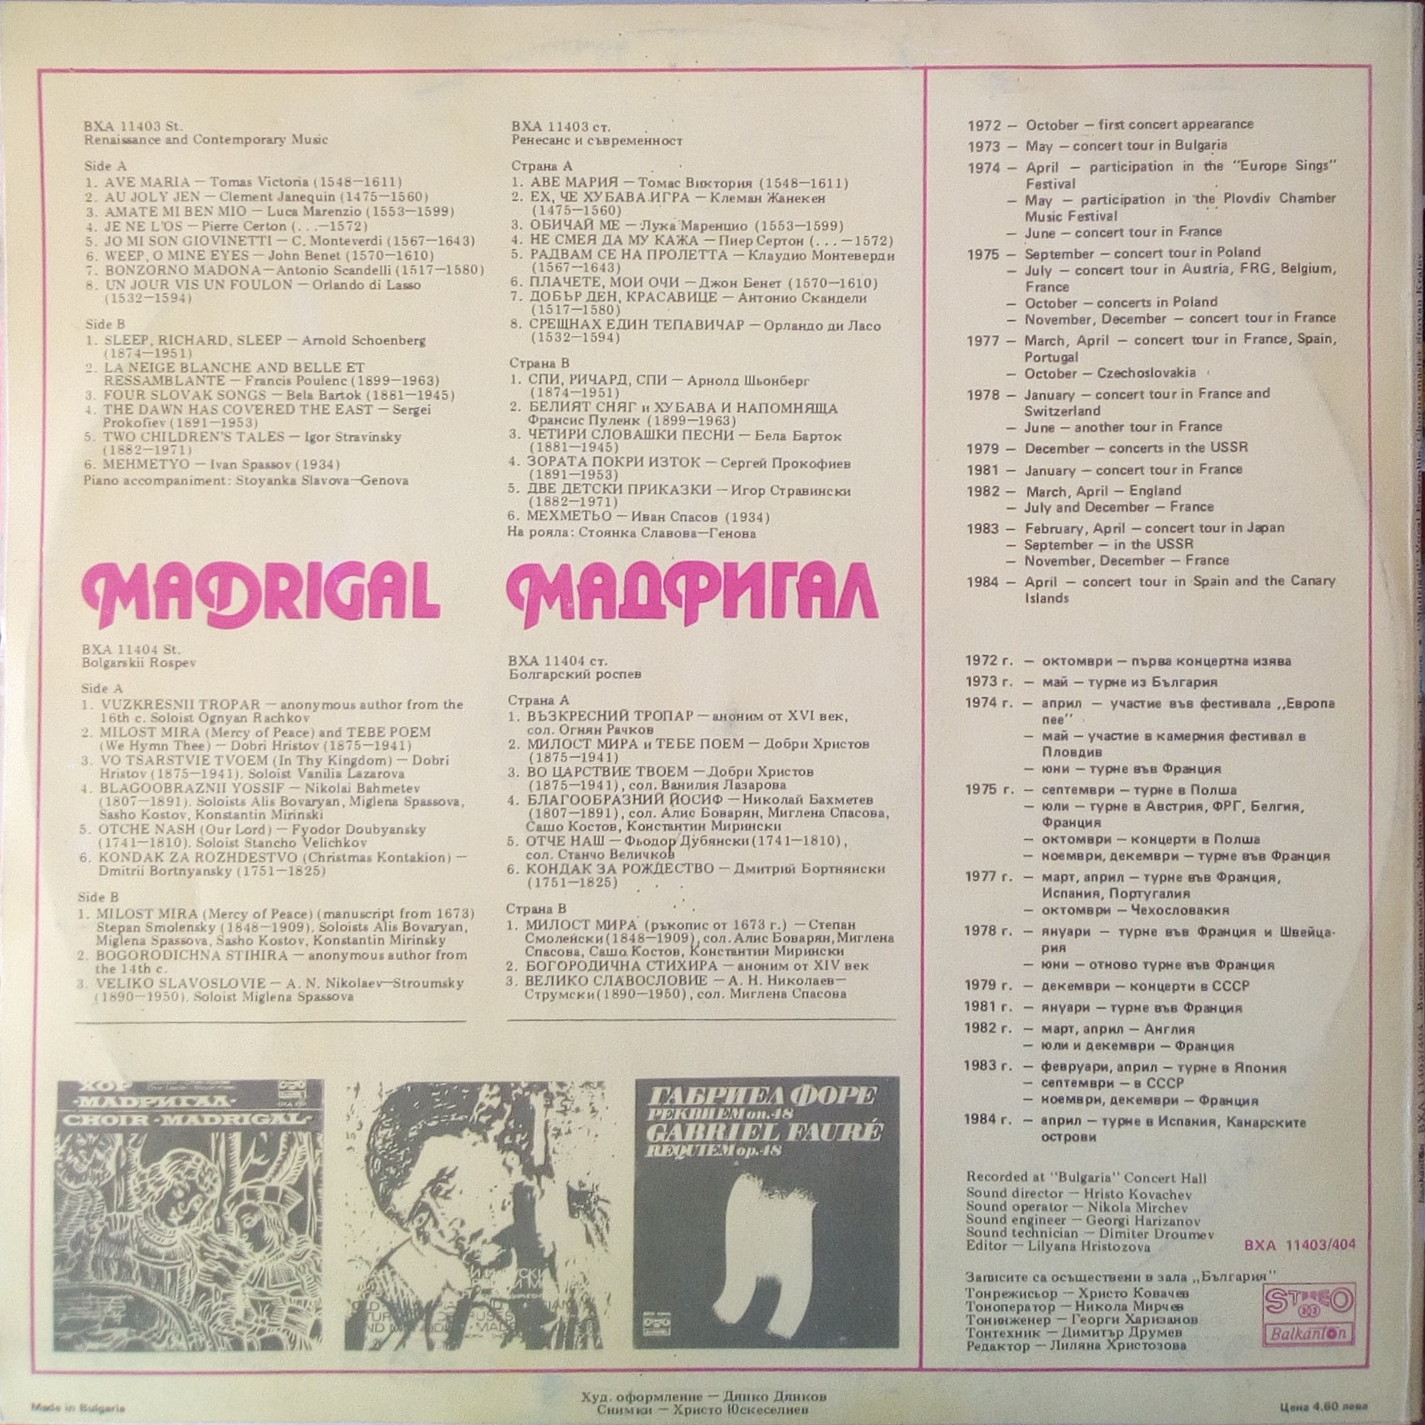 BXA 11403 St.
Renaissance and Contemporary Music
Side A
1. AVE MARIA — Tomas Victoria (1548—1611)
2. AU JOLY JEN — Clement Janequin (1475—1560)
3. AMATE MI BEN MIO — Luca Marenzio (1553—1599)
4. JE NE L'OS — Pierre Certon (. . .—1572)
5. JO MI SON GIOVINETTI — C. Monteverdi (1567—1643)
6. WEEP, O MINE EYES — John Benet (1570—1610)
7. BONZORNO MADONA—Antonio Scandelli (1517—1580)
8. UN JOUR VIS UN FOULON — Orlando di Lasso
(1532—1594)
Side B
1. SLEEP, RICHARD, SLEEP — Arnold Schoenberg
(1874—1951)
2. LA NEIGE BLANCHE AND BELLE ET
RESSAMBLANTE — Francis Poulenc (1899—1963)
3. FOUR SLOVAK SONGS — Bela Bartok (1881—1945)
4. THE DAWN HAS COVERED THE EAST — Sergei
Prokofiev (1891—1953)
5. TWO CHILDREN'S TALES — Igor Stravinsky
(1882—1971)
6. MEHMETYO — Ivan Spassov (1934)
Piano accompaniment: Stoyanka Slavova—Genova
MADRIGAL
BXA 11404 St.
Bolgarskii Rospev
Side A
1. VUZKRESNII TROPAR — anonymous author from the
16th c. Soloist Ognyan Rachkov
2. MILOST MIRA (Mercy of Peace) and TEBE POEM
(We Hymn Thee) — Dobri Hristov (1875—1941)
3. VO TSARSTVIE TVOEM (In Thy Kingdom) — Dobri
Hristov (1875—1941). Soloist Vanilia Lazarova
4. BLAGOOBRAZNII YOSSIF — Nikolai Bahmetev
(1807—1891). Soloists Alis Bovaryan, Miglena Spassova,
Sasho Kostov, Konstantin Mirinski
5. OTCHE NASH (Our Lord) — Fyodor Doubyansky
(1741—1810). Soloist Stancho Velichkov
6. KONDAK ZA ROZHDESTVO (Christmas Kontakion) —
Dmitrii Bortnyansky (1751—1825)
Side B
1. MILOST MIRA (Mercy of Peace) (manuscript from 1673)
Stepan Smolensky (1848—1909). Soloists Alis Bovaryan,
Miglena Spassova, Sasho Kostov, Konstantin Mirinsky
2. BOGORODICHNA STIHIRA — anonymous author from
the 14th c.
3. VELIKO SLAVOSLOVIE — A. N. Nikolaev—Stroumsky
(1890—1950). Soloist Miglena Spassova
ВХА 11403 ст.
Ренесанс и съвременност
Страна А
1. АВЕ МАРИЯ — Томас Виктория (1548—1611)
2. ЕХ, ЧЕ ХУБАВА ИГРА — Клеман Жанекен
(1475—1560)
3. ОБИЧАЙ МЕ — Лука Маренцио (1553—1599)
4. НЕ СМЕЯ ДА МУ КАЖА — Пиер Сертон (. . .—1572)
5. РАДВАМ СЕ НА ПРОЛЕТТА — Клаудио Монтеверди
(1567—1643)
6. ПЛАЧЕТЕ, МОИ ОЧИ — Джон Бенет (1570—1610)
7. ДОБЪР ДЕН, КРАСАВИЦЕ — Антонио Скандели
(1517—1580)
8. СРЕЩНАХ ЕДИН ТЕПАВИЧАР — Орландо ди Ласо
(1532—1594)
Страна В
1. СПИ, РИЧАРД, СПИ — Арнолд Шьонберг
(1874—1951)
2. БЕЛИЯТ СНЯГ и ХУБАВА И НАПОМНЯЩА
Франсис Пуленк (1899—1963)
3. ЧЕТИРИ СЛОВАШКИ ПЕСНИ — Бела Барток
(1881—1945)
4. ЗОРАТА ПОКРИ ИЗТОК — Сергей Прокофиев
(1891—1953)
5. ДВЕ ДЕТСКИ ПРИКАЗКИ — Игор Стравински
(1882—1971)
6. МЕХМЕТЬО — Иван Спасов (1934)
На рояла: Стоянка Славова—Генова
МАДРИГАЛ
ВХА 11404 ст.
Болгарский роспев
Страна А
1. ВЪЗКРЕСНИЙ ТРОПАР — аноним от XVI век,
сол. Огнян Рачков
2. МИЛОСТ МИРА и ТЕБЕ ПОЕМ — Добри Христов
(1875—1941)
3. ВО ЦАРСТВИЕ ТВОЕМ — Добри Христов
(1875—1941), сол. Ванилия Лазарова
4. БЛАГООБРАЗНИЙ ЙОСИФ — Николай Бахметев
(1807—1891), сол. Алис Боварян, Миглена Спасова,
Сашо Костов, Константин Мирински
5. ОТЧЕ НАШ — Фьодор Дубянски (1741—1810),
сол. Станчо Величков
6. КОНДАК ЗА РОЖДЕСТВО — Дмитрий Бортнянски
(1751—1825)
Страна В
1. МИЛОСТ МИРА (ръкопис от 1673 г.) — Степан
Смоленски (1848—1909), сол. Алис Боварян, Миглена
Спасова, Сашо Костов, Константин Мирински
2. БОГОРОДИЧНА СТИХИРА — аноним от XIV век
3. ВЕЛИКО СЛАВОСЛОВИЕ — А. Н. Николаев—
Струмски (1890—1950), сол. Миглена Спасова
1972 — October — first concert appearance
1973 — May — concert tour in Bulgaria
1974 — April — participation in the "Europe Sings"
Festival
— May — participation in the Plovdiv Chamber
Music Festival
— June — concert tour in France
1975 — September — concert tour in Poland
— July — concert tour in Austria, FRG, Belgium,
France
— October — concerts in Poland
— November, December — concert tour in France
1977 — March, April — concert tour in France, Spain,
Portugal
— October — Czechoslovakia
1978 — January — concert tour in France and
Switzerland
— June — another tour in France
1979 — December — concerts in the USSR
1981 — January — concert tour in France
1982 — March, April — England
— July and December — France
1983 — February, April — concert tour in Japan
— September — in the USSR
— November, December — France
1984 — April — concert tour in Spain and the Canary
Islands
1972 г. — октомври — първа концертна изява
1973 г. — май — турне из България
1974 г. — април — участие във фестивала „Европа
пее"
— май — участие в камерния фестивал в
Пловдив
— юни — турне във Франция
1975 г. — септември — турне в Полша
— юли — турне в Австрия, ФРГ, Белгия,
Франция
— октомври — концерти в Полша
— ноември, декември — турне във Франция
1977 г. — март, април — турне във Франция,
Испания, Португалия
— октомври — Чехословакия
1978 г. — януари — турне във Франция и Швейца-
рия
— юни — отново турне във Франция
1979 г. — декември — концерти в СССР
1981 г. — януари — турне във Франция
1982 г. — март, април — Англия
— юли и декември — Франция
1983 г. — февруари, април — турне в Япония
— септември — в СССР
— ноември, декември — Франция
1984 г. — април — турне в Испания, Канарските
острови
Recorded at "Bulgaria" Concert Hall
Sound director — Hristo Kovachev
Sound operator — Nikola Mirchev
Sound engineer — Georgi Harizanov
Sound technician — Dimiter Droumev
Editor — Lilyana Hristozova
ВХА 11403/404
Записите са осъществени в зала „България"
Тонрежисьор — Христо Ковачев
Тоноператор — Никола Мирчев
Тонинженер — Георги Харизанов
Тонтехник — Димитър Друмев
Редактор — Лиляна Христозова
STEREO
33
Balkanton
ХОР
·МАДРИГАЛ·
CHOIR ·MADRIGAL·
ГАБРИЕЛ ФОРЕ
РЕКВИЕМ оп.48
GABRIEL FAURÉ
REQUIEM op.48
Made in Bulgaria
Худ. оформление — Дянко Дянков
Снимки — Христо Юскеселиев
Цена 4.60 лева